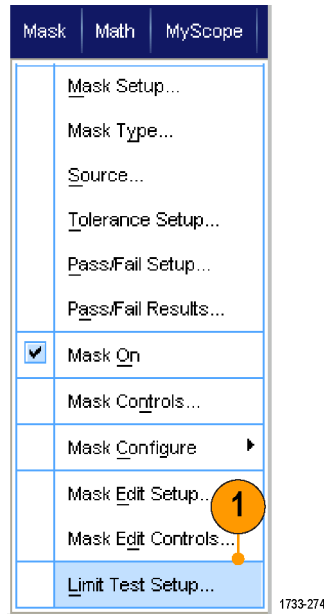 Mask Math MyScope
Mask Setup...
Mask Type...
Source...
Tolerance Setup...
Pass/Fail Setup...
Pass/Fail Results...
Mask On
Mask Controls...
Mask Configure
Mask Edit Setup...
1
Mask Edit Controls...
Limit Test Setup...
1733-274